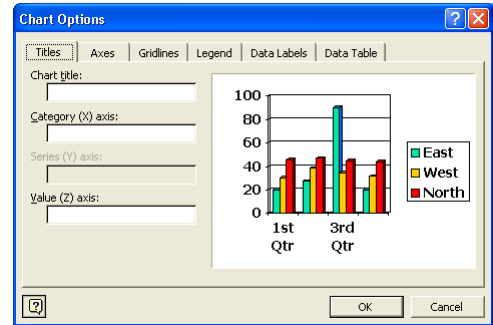 Chart Options
Titles Axes Gridlines Legend Data Labels Data Table
Chart title:
Category (X) axis:
Series (Y) axis:
Value (Z) axis:
100
80
60
40
20
0
1st Qtr
3rd Qtr
East
West
North
OK Cancel